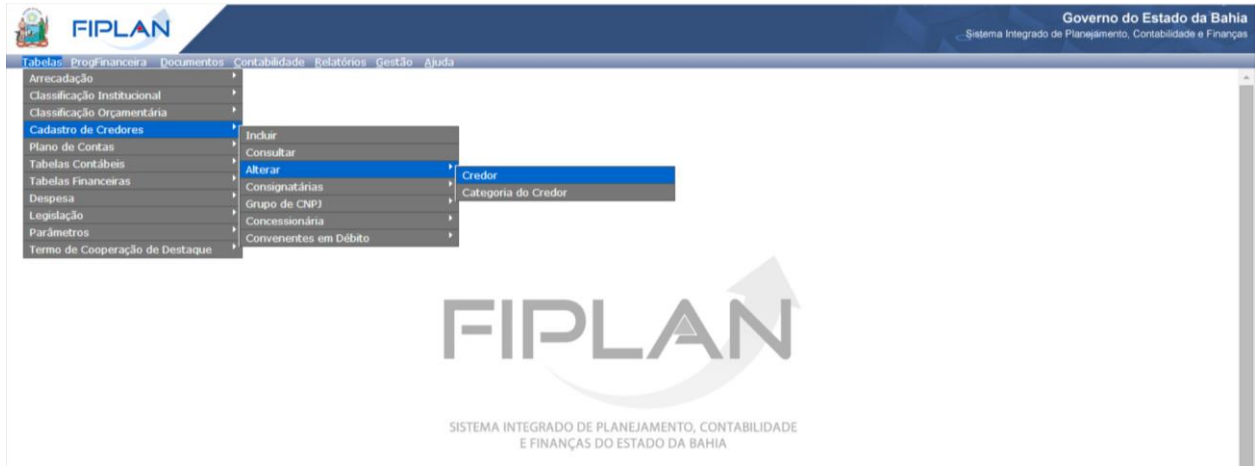 FIPLAN
Governo do Estado da Bahia
Sistema Integrado de Planejamento, Contabilidade e Finanças
Tabelas ProgFinanceira Documentos Contabilidade Relatórios Gestão Ajuda
Arrecadação
Classificação Institucional
Classificação Orçamentária
Cadastro de Credores
Plano de Contas
Tabelas Contábeis
Tabelas Financeiras
Despesa
Legislação
Parâmetros
Termo de Cooperação de Destaque
Incluir
Consultar
Alterar
Consignatárias
Grupo de CNPJ
Concessionária
Convenentes em Débito
Credor
Categoria do Credor
FIPLAN
SISTEMA INTEGRADO DE PLANEJAMENTO, CONTABILIDADE
E FINANÇAS DO ESTADO DA BAHIA